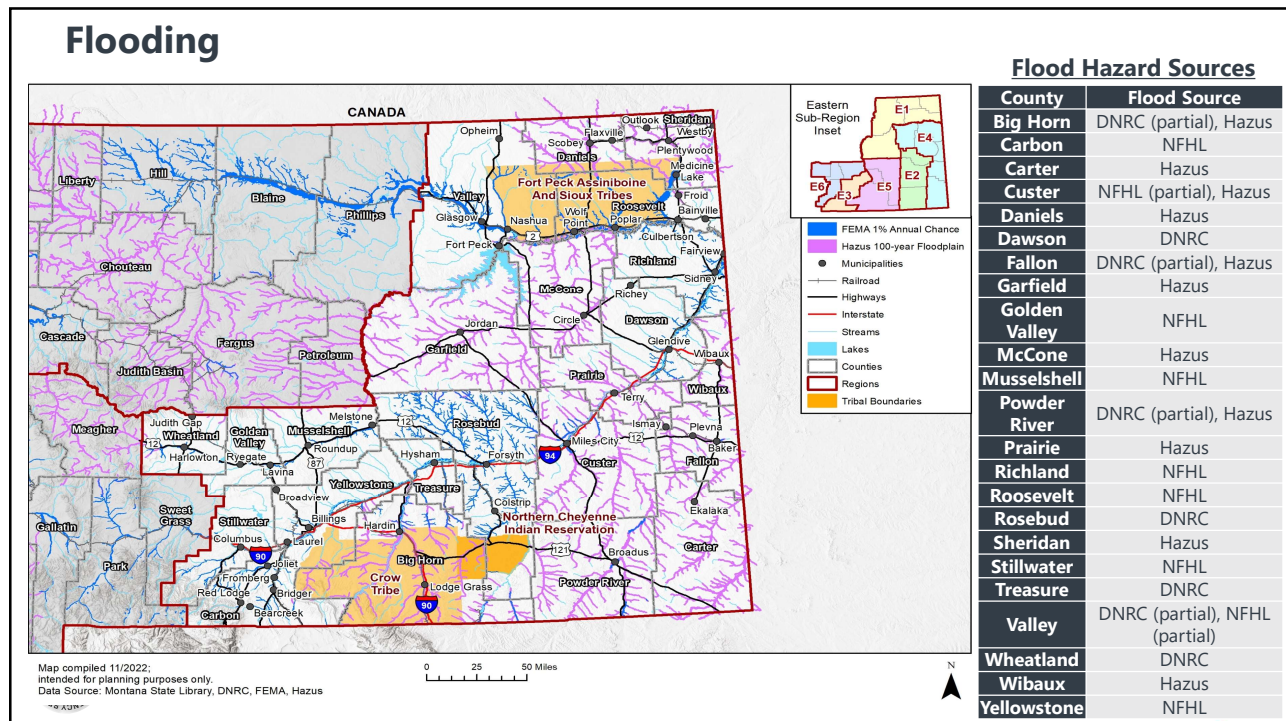 Flooding
CANADA
Opheim
Scobey
Flaxville
Outlook
Sheridan
Westby
Daniels
Plentywood
Medicine
Lake
Froid
Bainville
Liberty
Hill
Blaine
Phillips
Valley
Fort Peck Assiniboine
And Sioux Tribes
Roosevelt
Glasgow
Nashua
Wolf
Point
Poplar
2
Culbertson
Fort Peck
Fairview
Richland
Sidney
Chouteau
McCone
Richey
Cascade
Fergus
Petroleum
Judith Basin
Jordan
Garfield
Circle
Dawson
Glendive
Wibaux
Prairie
Terry
Wibaux
Meagher
Judith Gap
Wheatland
Golden
Valley
Musselshell
Melstone
12
Rosebud
Ismay
Plevna
12
Harlowton
Ryegate
Roundup
Lavina
87
Hysham
Forsyth
Miles City
12
Baker
94
Custer
Fallon
Broadview
Yellowstone
Treasure
Colstrip
Ekalaka
Sweet
Grass
Stillwater
Billings
Hardin
Northern Cheyenne
Indian Reservation
Gallatin
Park
Columbus
Laurel
90
Joliet
Big Horn
121
Broadus
Carter
Fromberg
Crow
Tribe
Lodge Grass
Powder River
Red Lodge
Bridger
90
Bearcreek
Carbon
Eastern
Sub-Region
Inset
E1
E4
E2
E6
E3
E5
FEMA 1% Annual Chance
Hazus 100-year Floodplain
Municipalities
Railroad
Highways
Interstate
Streams
Lakes
Counties
Regions
Tribal Boundaries
Map compiled 11/2022;
intended for planning purposes only.
Data Source: Montana State Library, DNRC, FEMA, Hazus
0 25 50 Miles
N
Flood Hazard Sources
County Flood Source
Big Horn DNRC (partial), Hazus
Carbon NFHL
Carter Hazus
Custer NFHL (partial), Hazus
Daniels Hazus
Dawson DNRC
Fallon DNRC (partial), Hazus
Garfield Hazus
Golden
Valley NFHL
McCone Hazus
Musselshell NFHL
Powder
River DNRC (partial), Hazus
Prairie Hazus
Richland NFHL
Roosevelt NFHL
Rosebud DNRC
Sheridan Hazus
Stillwater NFHL
Treasure DNRC
Valley DNRC (partial), NFHL
(partial)
Wheatland DNRC
Wibaux Hazus
Yellowstone NFHL